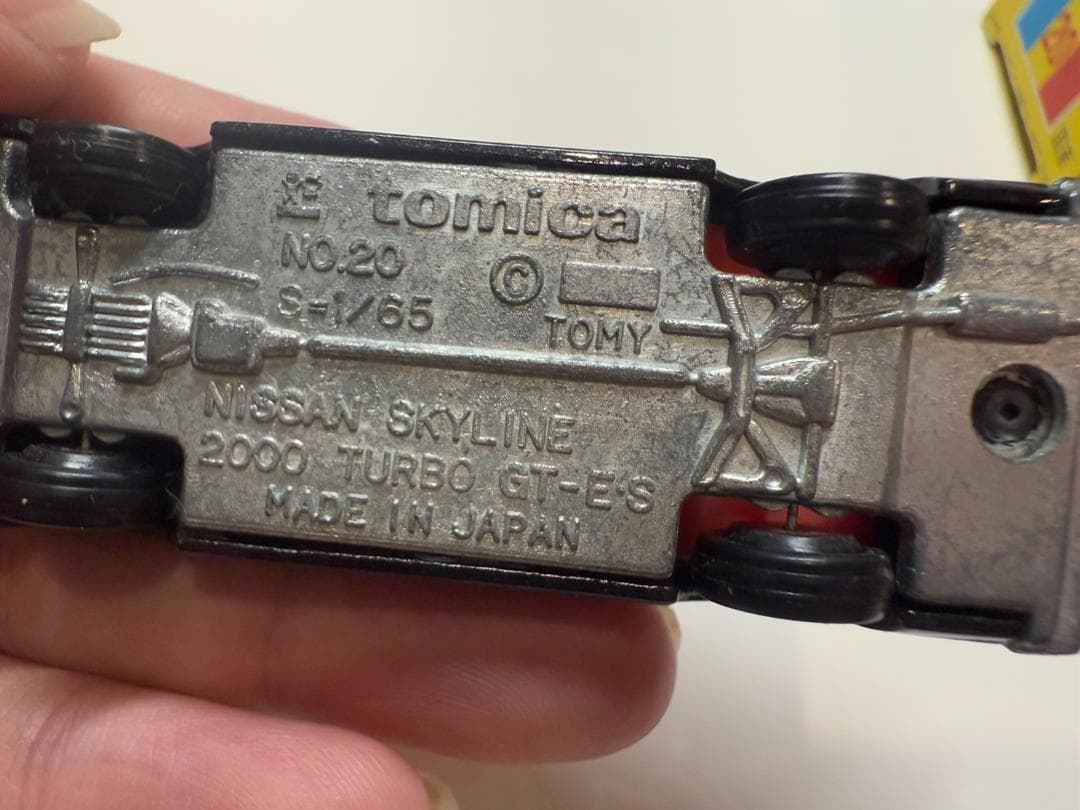 tomica
NO.20
S-1/65
©
TOMY
NISSAN SKYLINE
2000 TURBO GT-E·S
MADE IN JAPAN